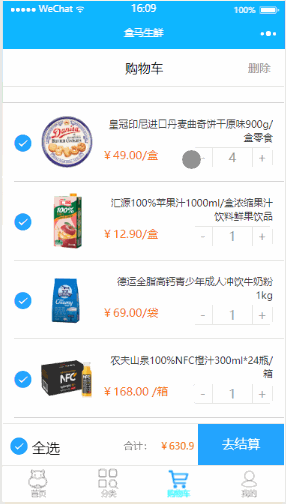 WeChat 16:09 100%
盒马生鲜
购物车 删除
皇冠印尼进口丹麦曲奇饼干原味900g/
盒零食
¥ 49.00/盒 - 4 +
汇源100%苹果汁1000ml/盒浓缩果汁
饮料鲜果饮品
¥ 12.90/盒 - 1 +
德运全脂高钙青少年成人冲饮牛奶粉
1kg
¥ 69.00/袋 - 1 +
农夫山泉100%NFC橙汁300ml*24瓶/
箱
NFC
¥ 168.00 /箱 - 1 +
全选 合计： ¥ 630.9 去结算
首页 分类 购物车 我的